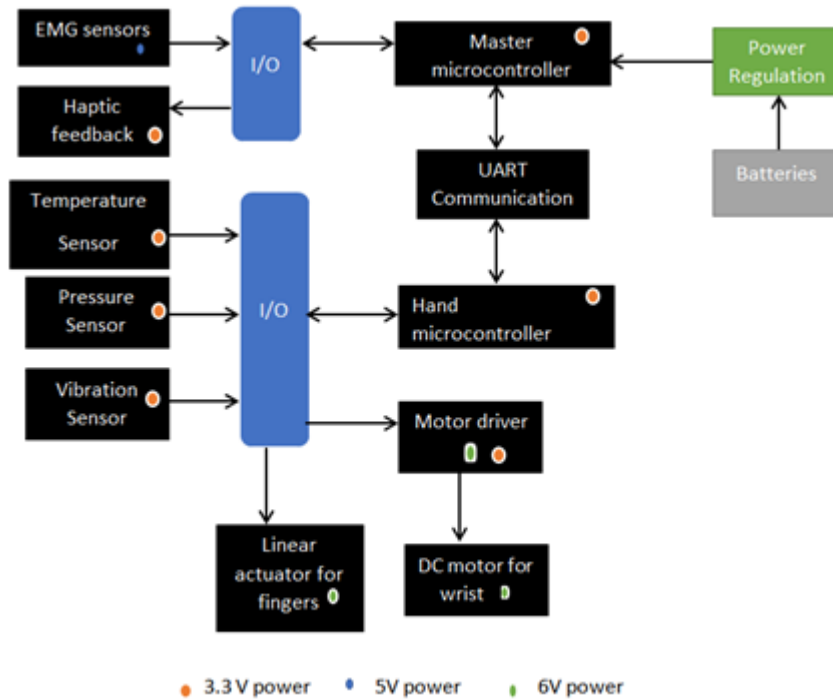 EMG sensors
I/O
Master
microcontroller
Power
Regulation
Haptic
feedback
UART
Communication
Batteries
Temperature
Sensor
Pressure
Sensor
I/O
Hand
microcontroller
Vibration
Sensor
Motor driver
Linear
actuator for
fingers
DC motor for
wrist
3.3 V power
5V power
6V power